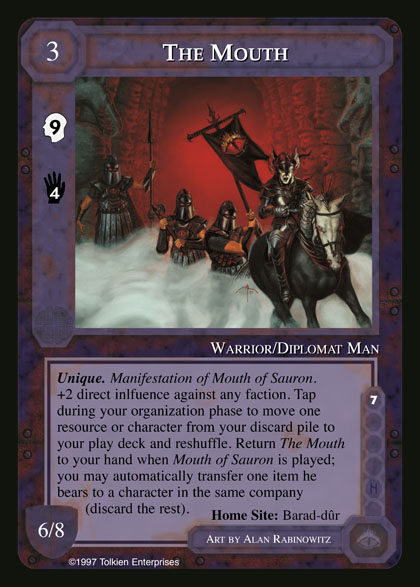 3
The Mouth
9
4
Warrior/Diplomat Man
Unique. Manifestation of Mouth of Sauron.
+2 direct inlfuence against any faction. Tap
during your organization phase to move one
resource or character from your discard pile to
your play deck and reshuffle. Return The Mouth
to your hand when Mouth of Sauron is played;
you may automatically transfer one item he
bears to a character in the same company
(discard the rest).
Home Site: Barad-dûr
7
H
6/8
Art by Alan Rabinowitz
©1997 Tolkien Enterprises